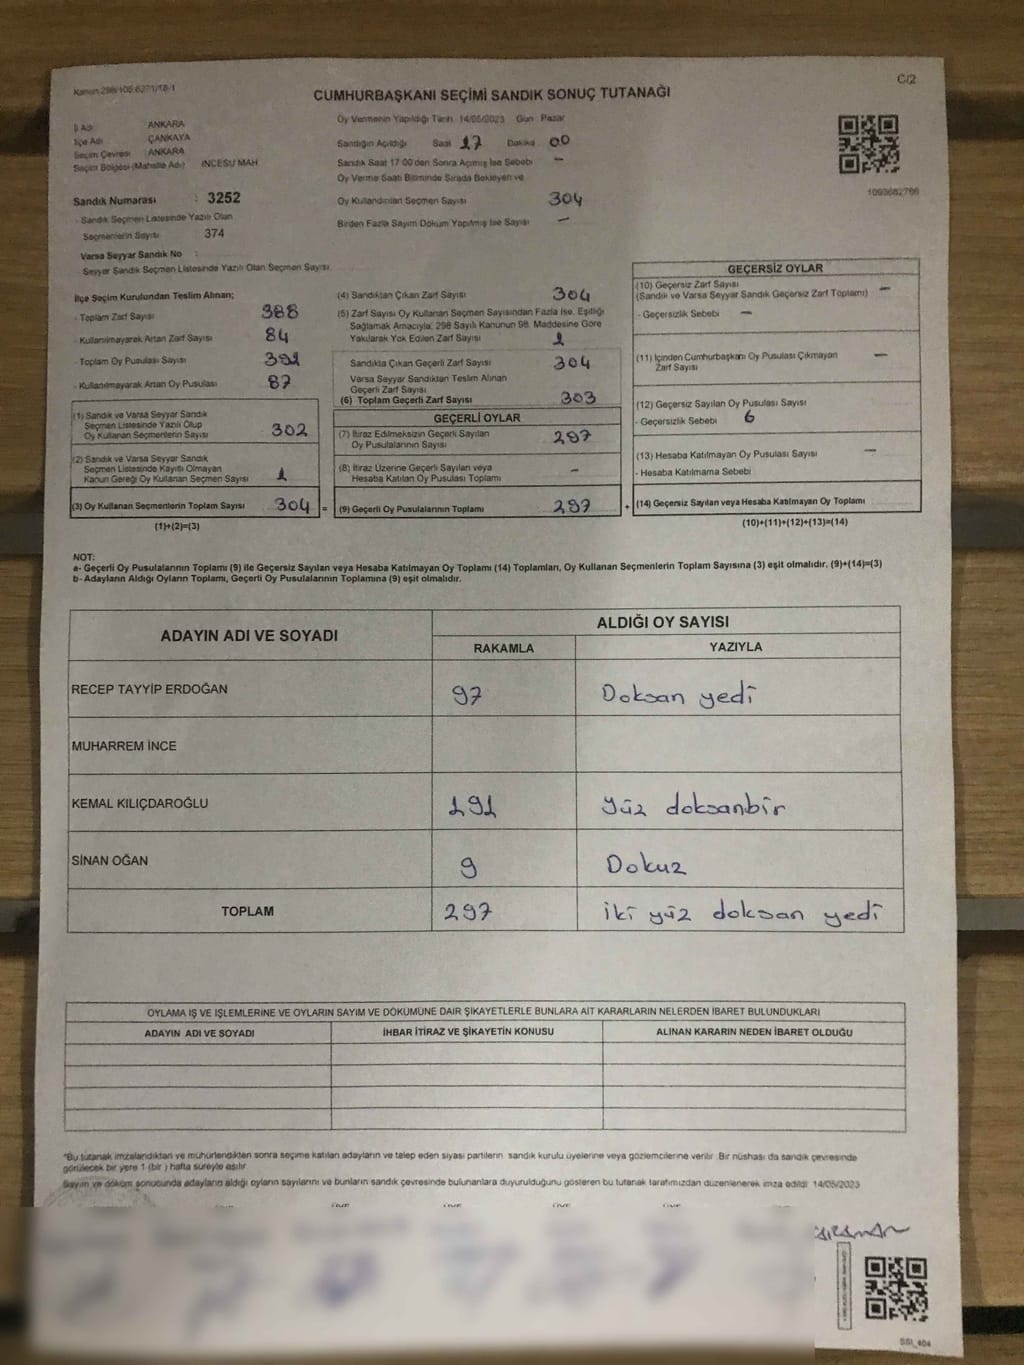 Kanun 298/105 6271/18-1
C/2
CUMHURBAŞKANI SEÇİMİ SANDIK SONUÇ TUTANAĞI
İl Adı ANKARA
İlçe Adı ÇANKAYA
Seçim Çevresi : ANKARA
Seçim Bölgesi (Mahalle Adı) INCESU MAH.
Sandık Numarası : 3252
- Sandık Seçmen Listesinde Yazılı Olan
Seçmenlerin Sayısı 374
Varsa Seyyar Sandık No :
- Seyyar Sandık Seçmen Listesinde Yazılı Olan Seçmen Sayısı
Oy Vermenin Yapıldığı Tarih 14/05/2023 Gün Pazar
Sandığın Açıldığı Saat 17 Dakika 00
Sandık Saat 17 00'den Sonra Açımış İse Sebebi –
Oy Verme Saati Bitiminde Sırada Bekleyen ve
Oy Kullandırılan Seçmen Sayısı 304
Birden Fazla Sayım Döküm Yapılmış İse Sayısı –
1093682766
İlçe Seçim Kurulundan Teslim Alınan;
- Toplam Zarf Sayısı 388
- Kullanılmayarak Artan Zarf Sayısı 84
- Toplam Oy Pusulası Sayısı 391
- Kullanılmayarak Artan Oy Pusulası 87
(1) Sandık ve Varsa Seyyar Sandık
Seçmen Listesinde Yazılı Olup
Oy Kullanan Seçmenlerin Sayısı 302
(2) Sandık ve Varsa Seyyar Sandık
Seçmen Listesinde Kayıtlı Olmayan
Kanun Gereği Oy Kullanan Seçmen Sayısı 1
(3) Oy Kullanan Seçmenlerin Toplam Sayısı 304 =
(1)+(2)=(3)
(4) Sandıktan Çıkan Zarf Sayısı 304
(5) Zarf Sayısı Oy Kullanan Seçmen Sayısından Fazla İse, Eşitliği
Sağlamak Amacıyla, 298 Sayılı Kanunun 98. Maddesine Göre
Yakılarak Yok Edilen Zarf Sayısı 1
Sandıkta Çıkan Geçerli Zarf Sayısı 304
Varsa Seyyar Sandıktan Teslim Alınan
Geçerli Zarf Sayısı
(6) Toplam Geçerli Zarf Sayısı 303
GEÇERLİ OYLAR
(7) İtiraz Edilmeksizin Geçerli Sayılan
Oy Pusulalarının Sayısı 297
(8) İtiraz Üzerine Geçerli Sayılan veya
Hesaba Katılan Oy Pusulası Toplamı –
(9) Geçerli Oy Pusulalarının Toplamı 297 +
GEÇERSİZ OYLAR
(10) Geçersiz Zarf Sayısı
(Sandık ve Varsa Seyyar Sandık Geçersiz Zarf Toplamı) –
- Geçersizlik Sebebi –
(11) İçinden Cumhurbaşkanı Oy Pusulası Çıkmayan
Zarf Sayısı –
(12) Geçersiz Sayılan Oy Pusulası Sayısı
- Geçersizlik Sebebi 6
(13) Hesaba Katılmayan Oy Pusulası Sayısı –
- Hesaba Katılmama Sebebi
(14) Geçersiz Sayılan veya Hesaba Katılmayan Oy Toplamı
(10)+(11)+(12)+(13)=(14)
NOT:
a- Geçerli Oy Pusulalarının Toplamı (9) ile Geçersiz Sayılan veya Hesaba Katılmayan Oy Toplamı (14) Toplamları, Oy Kullanan Seçmenlerin Toplam Sayısına (3) eşit olmalıdır. (9)+(14)=(3)
b- Adayların Aldığı Oyların Toplamı, Geçerli Oy Pusulalarının Toplamına (9) eşit olmalıdır.
ADAYIN ADI VE SOYADI
ALDIĞI OY SAYISI
RAKAMLA YAZIYLA
RECEP TAYYİP ERDOĞAN 97 Doksan yedi
MUHARREM İNCE
KEMAL KILIÇDAROĞLU 191 yüz doksanbir
SİNAN OĞAN 9 Dokuz
TOPLAM 297 iki yüz doksan yedi
OYLAMA İŞ VE İŞLEMLERİNE VE OYLARIN SAYIM VE DÖKÜMÜNE DAİR ŞİKAYETLERLE BUNLARA AİT KARARLARIN NELERDEN İBARET BULUNDUKLARI
ADAYIN ADI VE SOYADI İHBAR İTİRAZ VE ŞİKAYETİN KONUSU ALINAN KARARIN NEDEN İBARET OLDUĞU
*Bu tutanak imzalandıktan ve mühürlendikten sonra seçime katılan adayların ve talep eden siyasi partilerin sandık kurulu üyelerine veya gözlemcilerine verilir. Bir nüshası da sandık çevresinde
görülecek bir yere 1 (bir ) hafta süreyle asılır
Sayım ve döküm sonucunda adayların aldığı oyların sayılarını ve bunların sandık çevresinde bulunanlara duyurulduğunu gösteren bu tutanak tarafımızdan düzenlenerek imza edildi. 14/05/2023
SSI_404